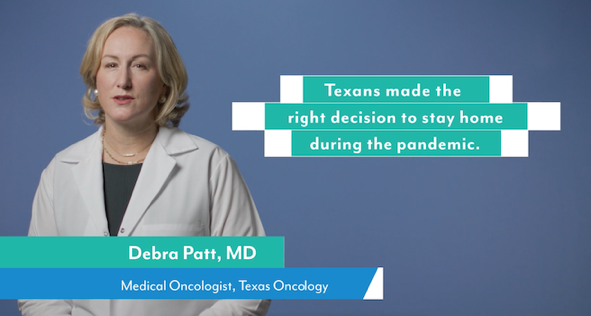 Texans made the
right decision to stay home
during the pandemic.
Debra Patt, MD
Medical Oncologist, Texas Oncology